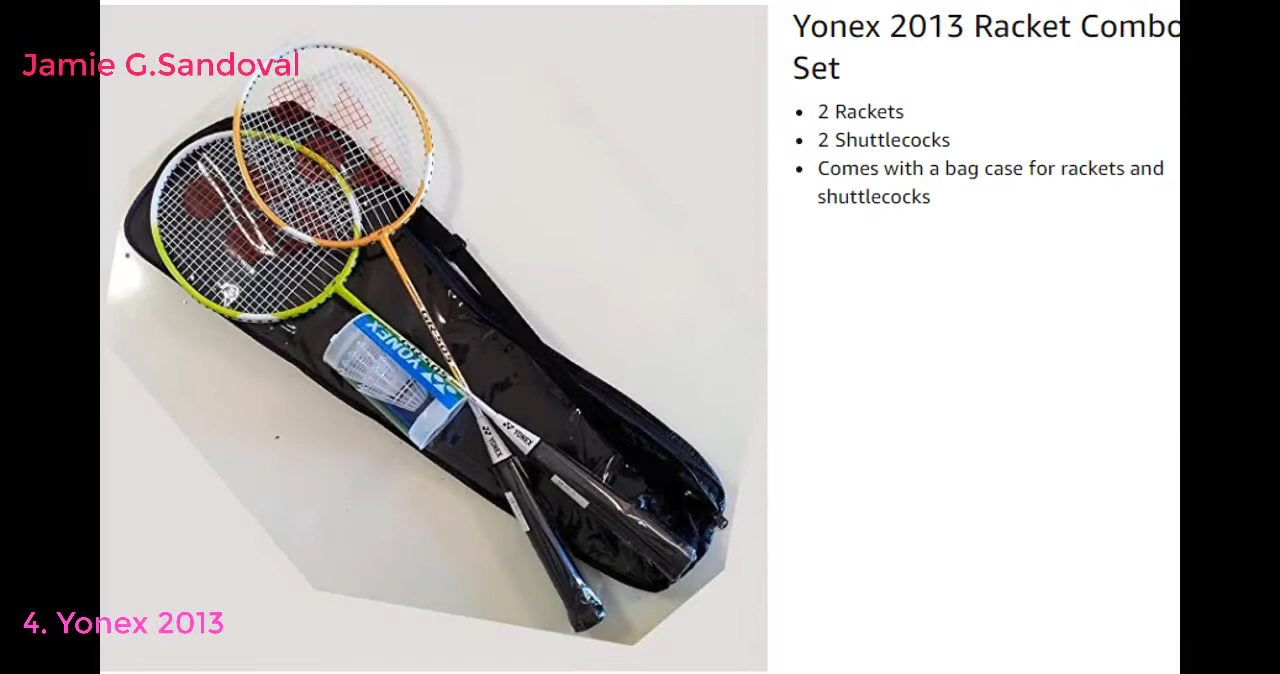 Jamie G.Sandoval
Yonex 2013 Racket Combo
Set
2 Rackets
2 Shuttlecocks
Comes with a bag case for rackets and
shuttlecocks
YONEX
YONEX
YONEX
4. Yonex 2013